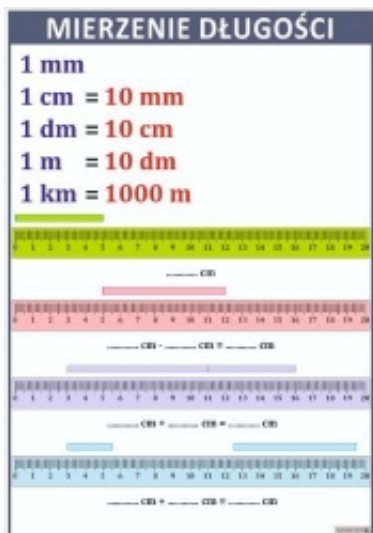 MIERZENIE DŁUGOŚCI
1 mm
1 cm = 10 mm
1 dm = 10 cm
1 m = 10 dm
1 km = 1000 m
0 1 2 3 4 5 6 7 8 9 10 11 12 13 14 15 16 17 18 19 20
........ cm
0 1 2 3 4 5 6 7 8 9 10 11 12 13 14 15 16 17 18 19 20
........ cm - ........ cm = ........ cm
0 1 2 3 4 5 6 7 8 9 10 11 12 13 14 15 16 17 18 19 20
........ cm + ........ cm = ........ cm
0 1 2 3 4 5 6 7 8 9 10 11 12 13 14 15 16 17 18 19 20
........ cm + ........ cm = ........ cm